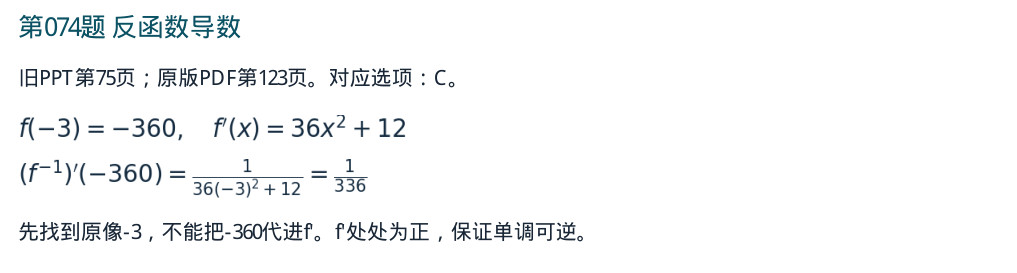 第074题 反函数导数
旧PPT第75页；原版PDF第123页。对应选项：C。
f(−3) = −360,  f′(x) = 36x² + 12
(f⁻¹)′(−360) = 1/(36(−3)² + 12) = 1/336
先找到原像-3，不能把-360代进f'。f'处处为正，保证单调可逆。